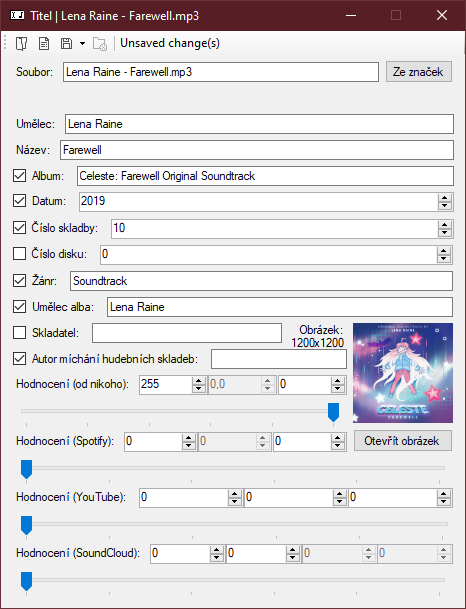 Titel | Lena Raine - Farewell.mp3
Unsaved change(s)
Soubor: Lena Raine - Farewell.mp3 Ze značek
Umělec: Lena Raine
Název: Farewell
Album: Celeste: Farewell Original Soundtrack
Datum: 2019
Číslo skladby: 10
Číslo disku: 0
Žánr: Soundtrack
Umělec alba: Lena Raine
Skladatel: Obrázek:
1200x1200
Autor míchání hudebních skladeb:
Hodnocení (od nikoho): 255 0,0 0
LENA RAINE
CELESTE
FAREWELL
Hodnocení (Spotify): 0 0 0 Otevřít obrázek
Hodnocení (YouTube): 0 0 0
Hodnocení (SoundCloud): 0 0 0 0